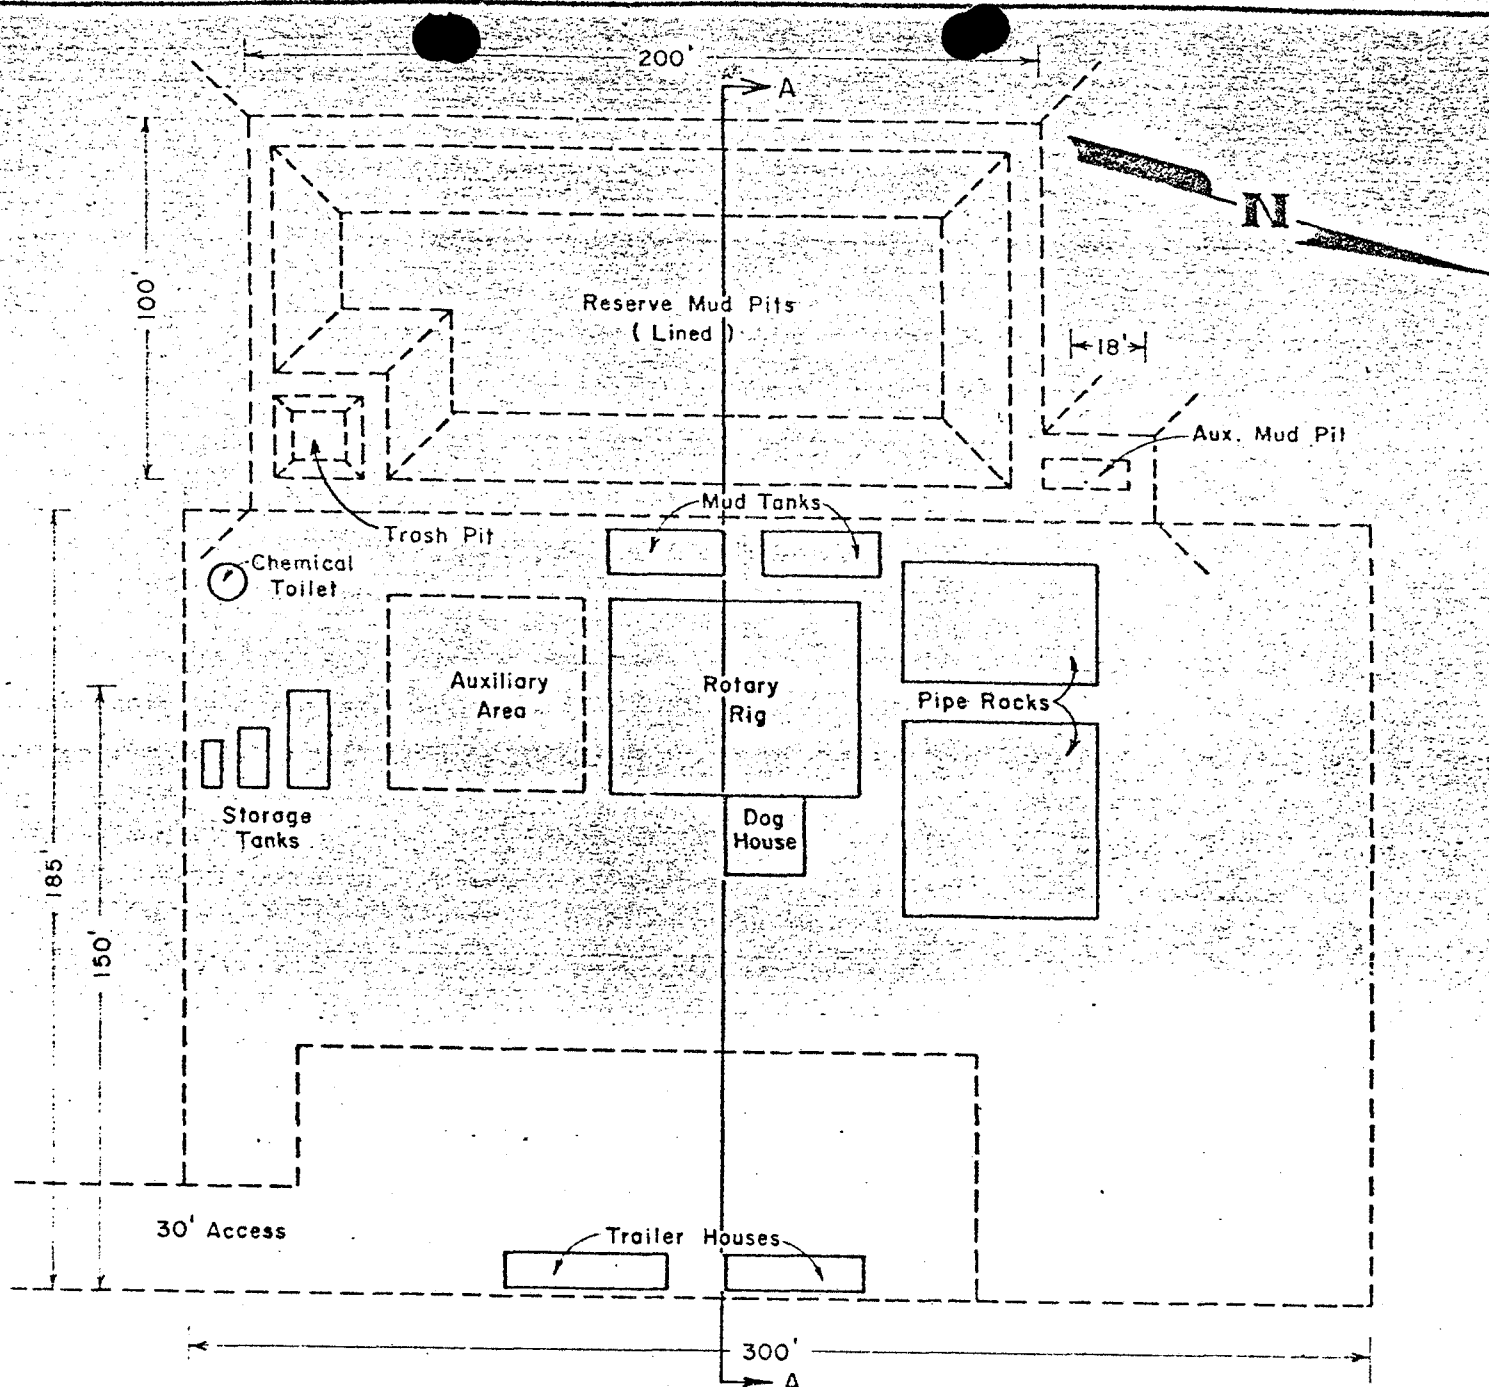 200'
A
N
100'
Reserve Mud Pits
( Lined )
18'
Aux. Mud Pit
Mud Tanks
Trash Pit
Chemical
Toilet
Auxiliary
Area
Rotary
Rig
Pipe Racks
Storage
Tanks
Dog
House
185'
150'
30' Access
Trailer Houses
300'
A